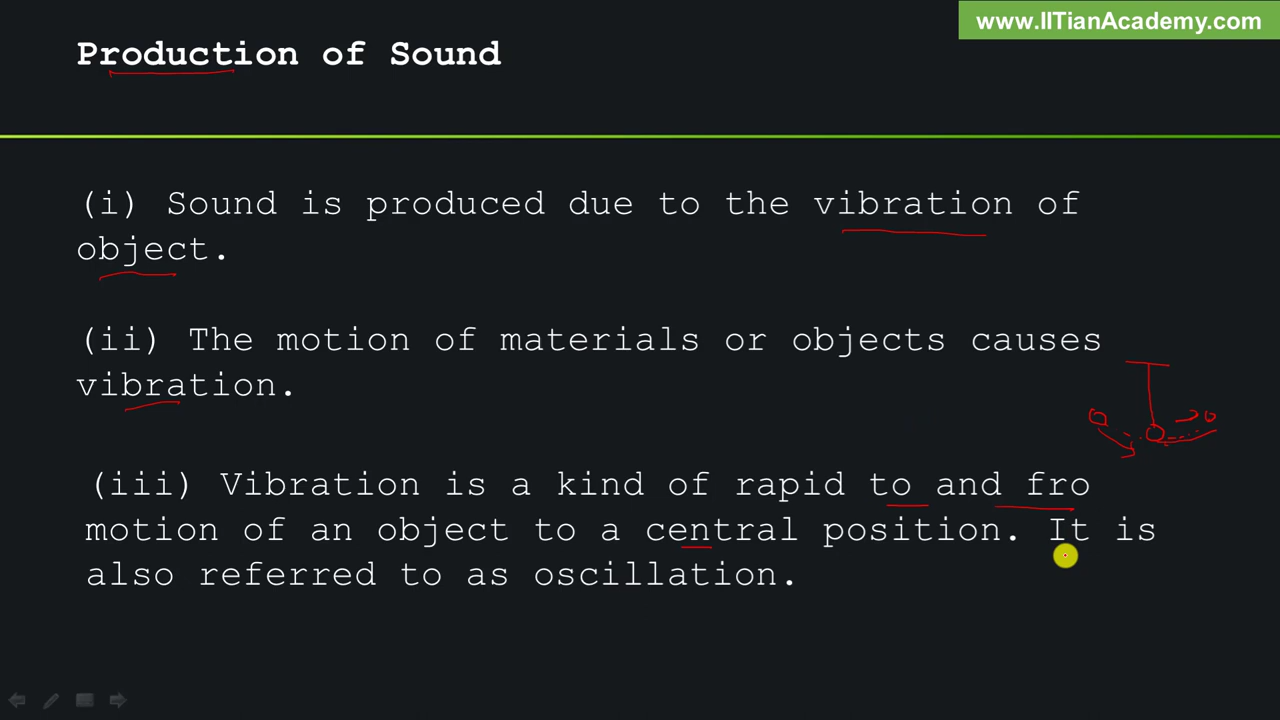 www.IITianAcademy.com
Production of Sound
(i) Sound is produced due to the vibration of
object.
(ii) The motion of materials or objects causes
vibration.
(iii) Vibration is a kind of rapid to and fro
motion of an object to a central position. It is
also referred to as oscillation.